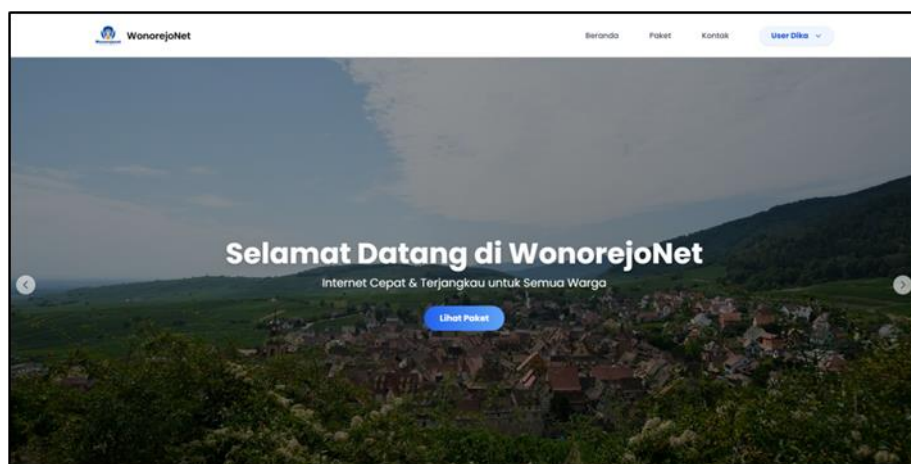 WonorejoNet
Beranda Paket Kontak User Dika
Selamat Datang di WonorejoNet
Internet Cepat & Terjangkau untuk Semua Warga
Lihat Paket